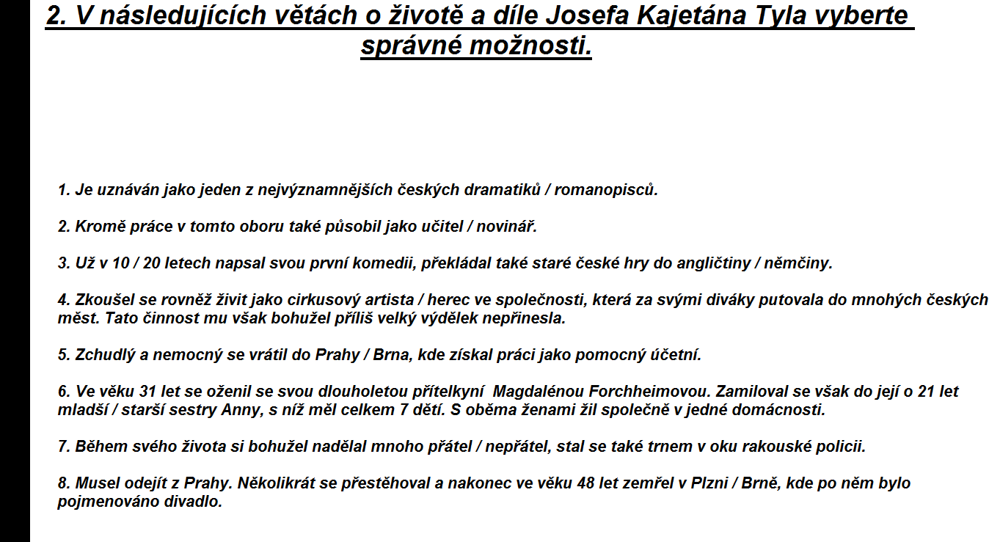 2. V následujících větách o životě a díle Josefa Kajetána Tyla vyberte
správné možnosti.
1. Je uznáván jako jeden z nejvýznamnějších českých dramatiků / romanopisců.
2. Kromě práce v tomto oboru také působil jako učitel / novinář.
3. Už v 10 / 20 letech napsal svou první komedii, překládal také staré české hry do angličtiny / němčiny.
4. Zkoušel se rovněž živit jako cirkusový artista / herec ve společnosti, která za svými diváky putovala do mnohých českých
měst. Tato činnost mu však bohužel příliš velký výdělek nepřinesla.
5. Zchudlý a nemocný se vrátil do Prahy / Brna, kde získal práci jako pomocný účetní.
6. Ve věku 31 let se oženil se svou dlouholetou přítelkyní Magdalénou Forchheimovou. Zamiloval se však do její o 21 let
mladší / starší sestry Anny, s níž měl celkem 7 dětí. S oběma ženami žil společně v jedné domácnosti.
7. Během svého života si bohužel nadělal mnoho přátel / nepřátel, stal se také trnem v oku rakouské policii.
8. Musel odejít z Prahy. Několikrát se přestěhoval a nakonec ve věku 48 let zemřel v Plzni / Brně, kde po něm bylo
pojmenováno divadlo.